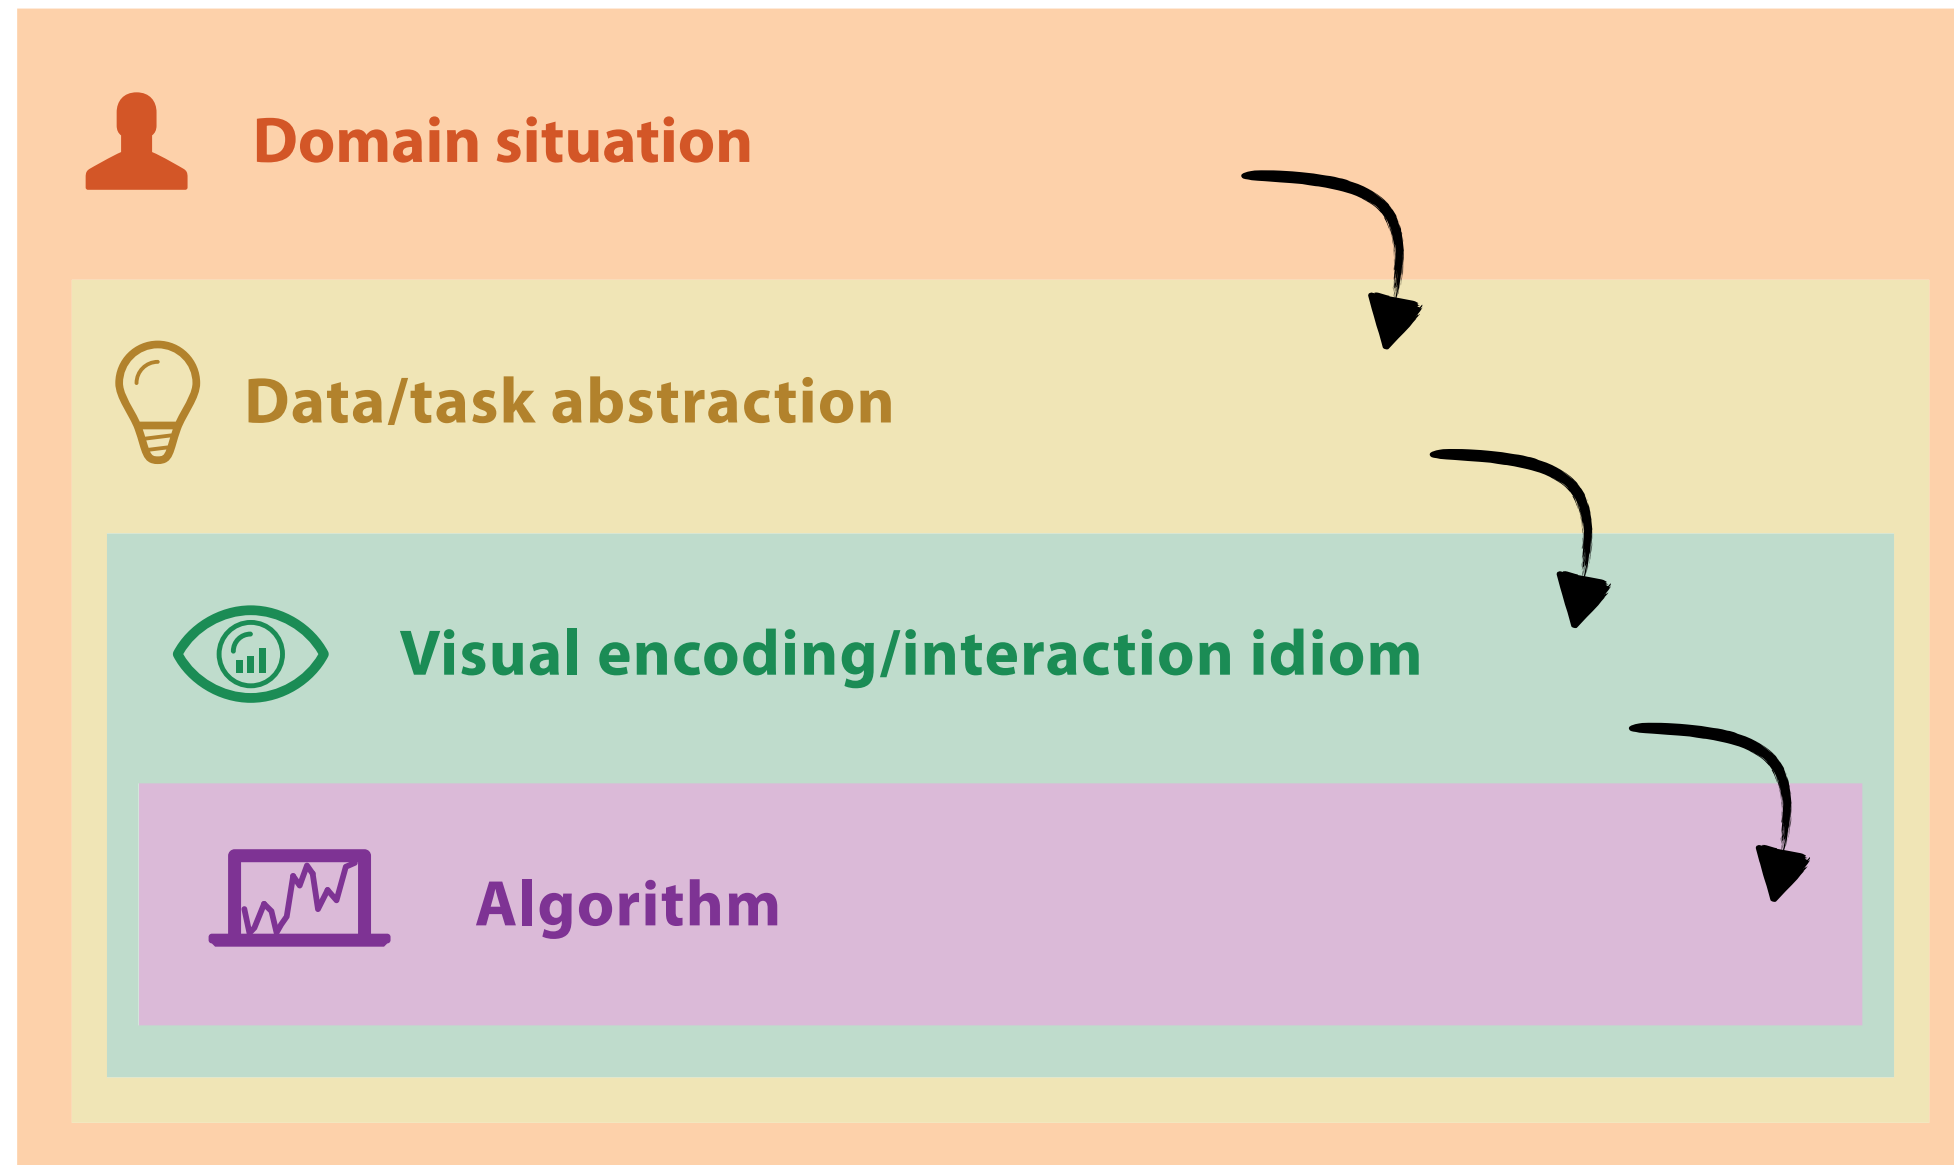 Domain situation
Data/task abstraction
Visual encoding/interaction idiom
Algorithm